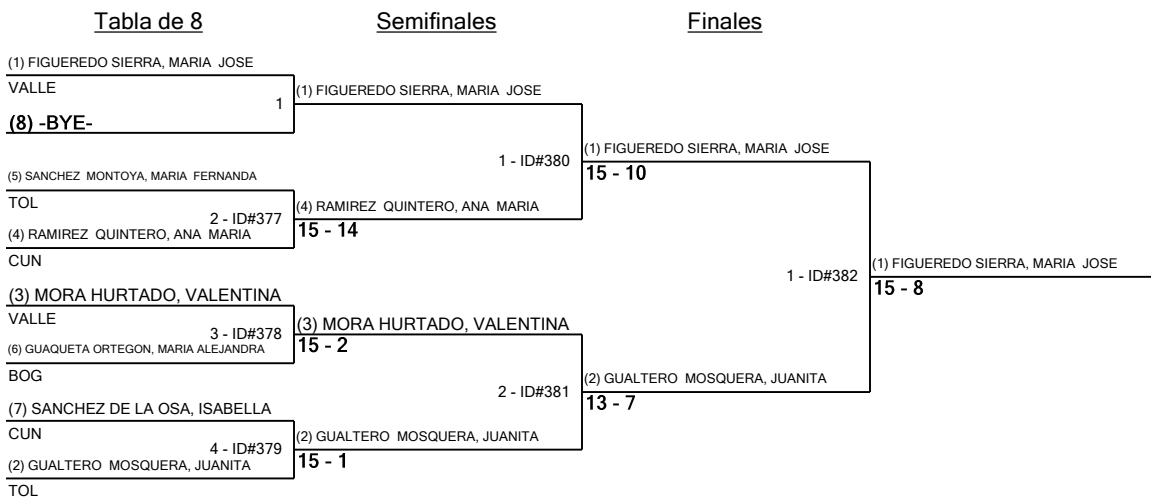 Tabla de 8
Semifinales
Finales
(1) FIGUEREDO SIERRA, MARIA JOSE
VALLE
1
(1) FIGUEREDO SIERRA, MARIA JOSE
(8) -BYE-
1 - ID#380
(1) FIGUEREDO SIERRA, MARIA JOSE
15 - 10
(5) SANCHEZ MONTOYA, MARIA FERNANDA
TOL
2 - ID#377
(4) RAMIREZ QUINTERO, ANA MARIA
15 - 14
(4) RAMIREZ QUINTERO, ANA MARIA
CUN
1 - ID#382
(1) FIGUEREDO SIERRA, MARIA JOSE
15 - 8
(3) MORA HURTADO, VALENTINA
VALLE
3 - ID#378
(3) MORA HURTADO, VALENTINA
15 - 2
(6) GUAQUETA ORTEGON, MARIA ALEJANDRA
BOG
2 - ID#381
(2) GUALTERO MOSQUERA, JUANITA
13 - 7
(7) SANCHEZ DE LA OSA, ISABELLA
CUN
4 - ID#379
(2) GUALTERO MOSQUERA, JUANITA
15 - 1
(2) GUALTERO MOSQUERA, JUANITA
TOL